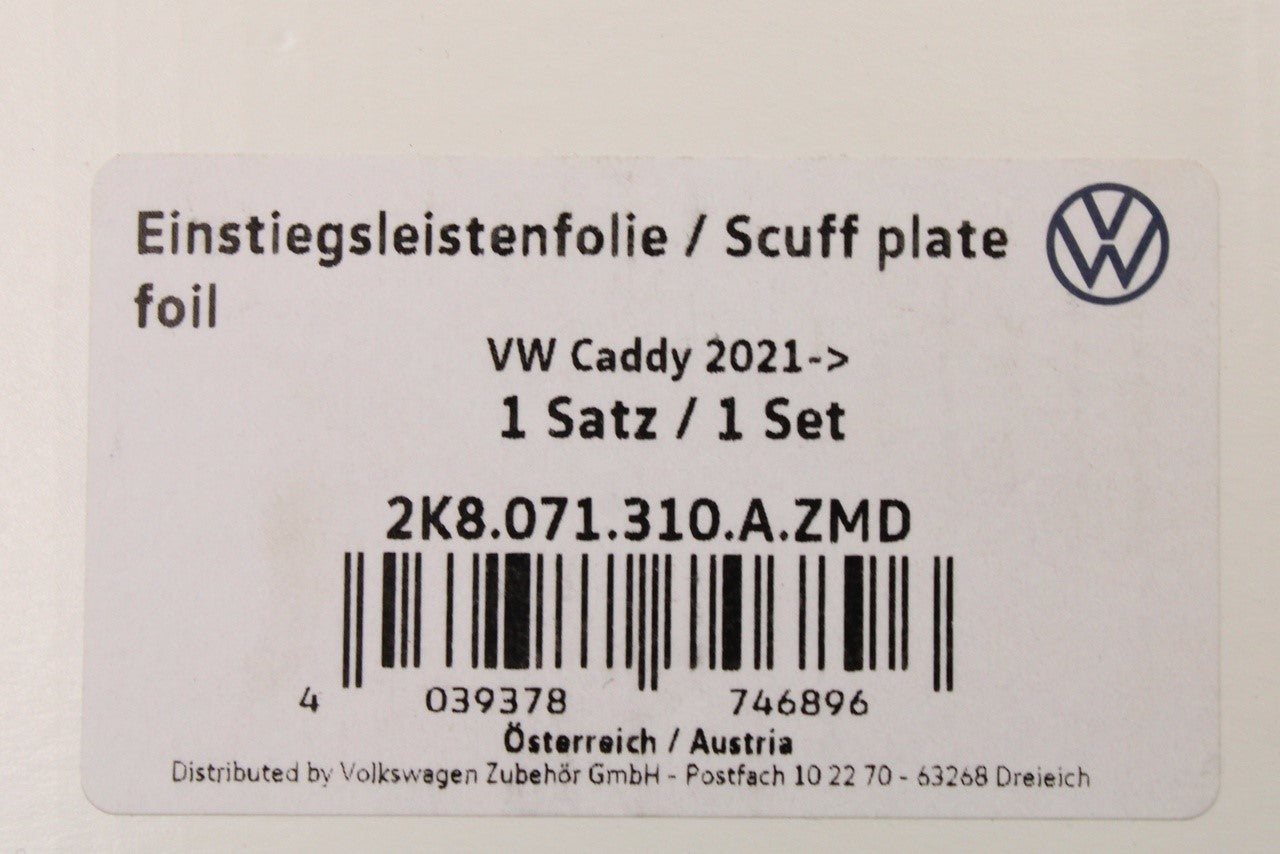 Einstiegsleistenfolie / Scuff plate
foil
VW Caddy 2021->
1 Satz / 1 Set
2K8.071.310.A.ZMD
4 039378 746896
Österreich / Austria
Distributed by Volkswagen Zubehör GmbH - Postfach 10 22 70 - 63268 Dreieich